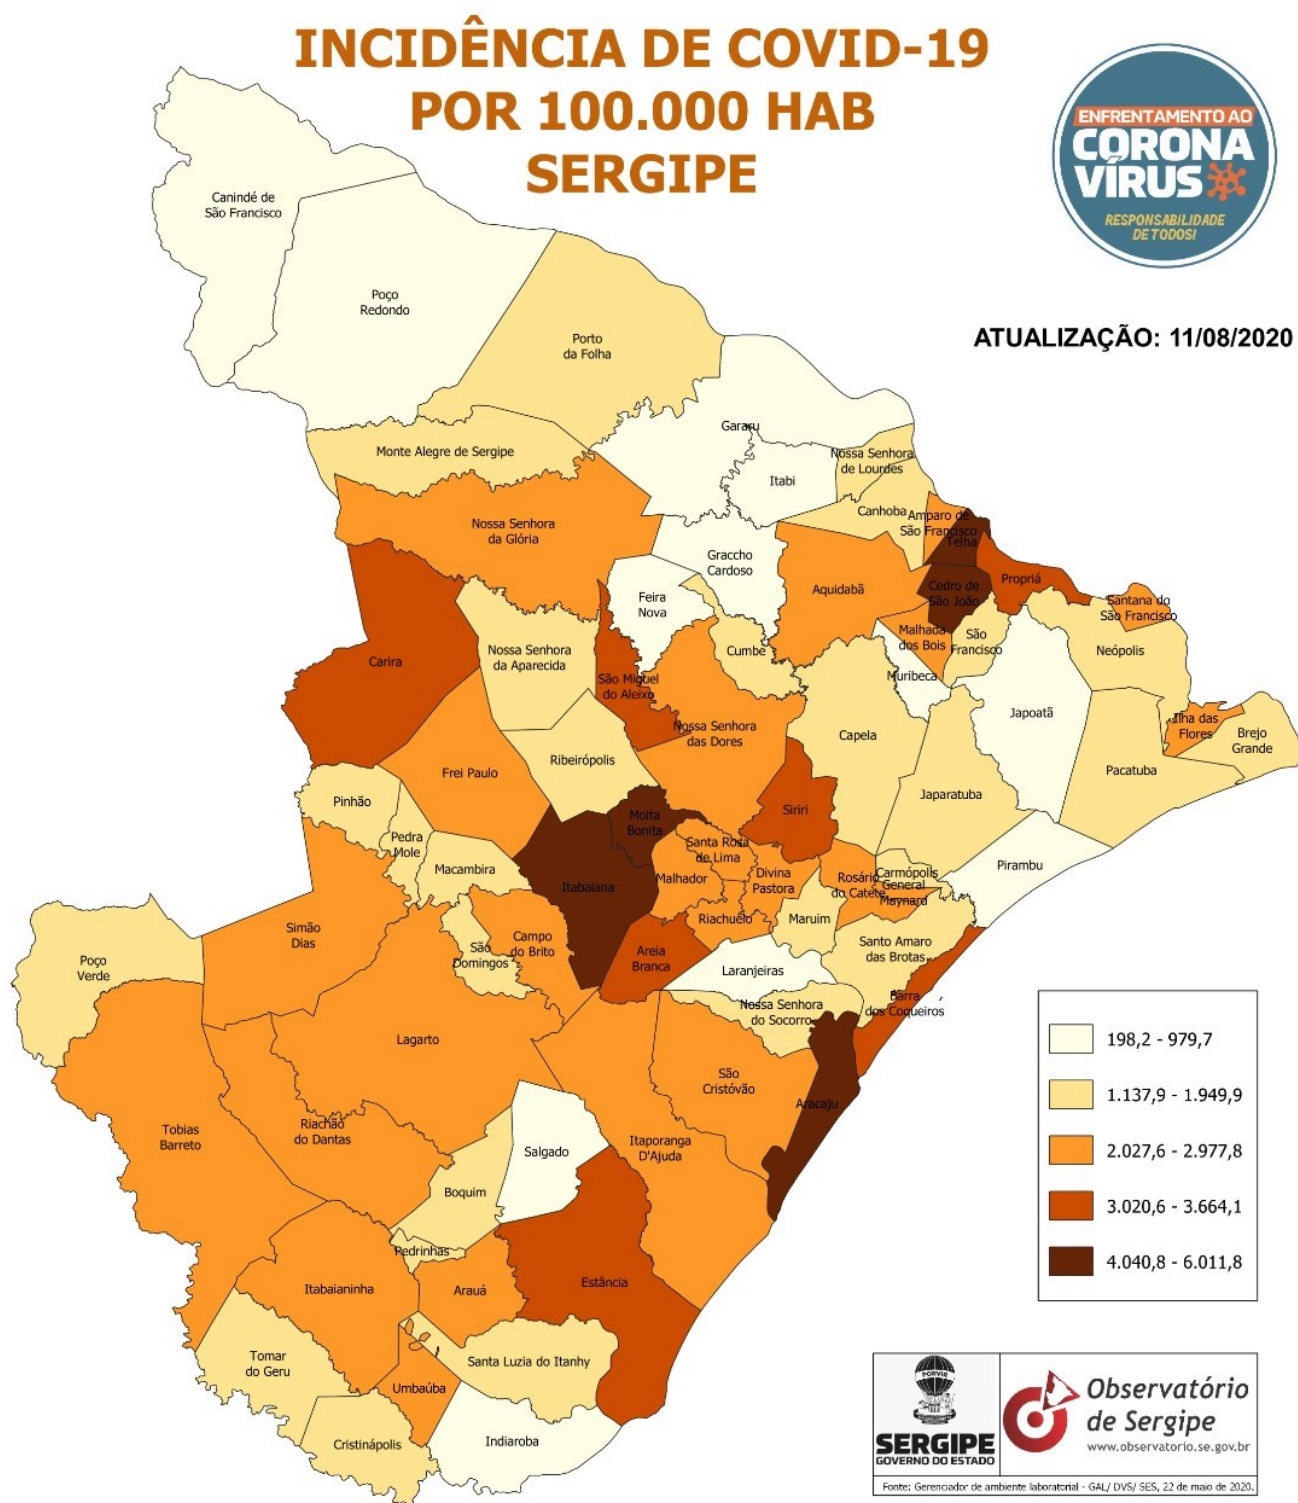 INCIDÊNCIA DE COVID-19
POR 100.000 HAB
SERGIPE
ENFRENTAMENTO AO
CORONA
VÍRUS
RESPONSABILIDADE
DE TODOS!
ATUALIZAÇÃO: 11/08/2020
Canindé de
São Francisco
Poço
Redondo
Porto
da Folha
Gararu
Monte Alegre de Sergipe
Nossa Senhora
de Lourdes
Itabi
Canhoba
Nossa Senhora
da Glória
Amparo de
São Francisco
Telha
Graccho
Cardoso
Propriá
Aquidabã
Cedro de
São João
Feira
Nova
Santana do
São Francisco
Malhada
dos Bois
São
Francisco
Neópolis
Nossa Senhora
da Aparecida
Cumbe
Carira
Muribeca
São Miguel
do Aleixo
Japoatã
Nossa Senhora
das Dores
Capela
Ilha das
Flores
Brejo
Grande
Ribeirópolis
Frei Paulo
Pacatuba
Japaratuba
Pinhão
Siriri
Moita
Bonita
Pedra
Mole
Santa Rosa
de Lima
Macambira
Pirambu
Itabaiana
Malhador
Divina
Pastora
Rosário
do Catete
Carmópolis
General
Maynard
Riachuelo
Maruim
Simão
Dias
Campo
do Brito
São
Domingos
Areia
Branca
Santo Amaro
das Brotas
Poço
Verde
Laranjeiras
Nossa Senhora
do Socorro
Barra
dos Coqueiros
Lagarto
São
Cristóvão
Aracaju
Tobias
Barreto
Riachão
do Dantas
Itaporanga
D'Ajuda
Salgado
Boquim
Pedrinhas
Itabaianinha
Arauá
Estância
Tomar
do Geru
Santa Luzia do Itanhy
Umbaúba
Cristinápolis
Indiaroba
198,2 - 979,7
1.137,9 - 1.949,9
2.027,6 - 2.977,8
3.020,6 - 3.664,1
4.040,8 - 6.011,8
PORVIR
SERGIPE
GOVERNO DO ESTADO
Observatório
de Sergipe
www.observatorio.se.gov.br
Fonte: Gerenciador de ambiente laboratorial - GAL/ DVS/ SES, 22 de maio de 2020.